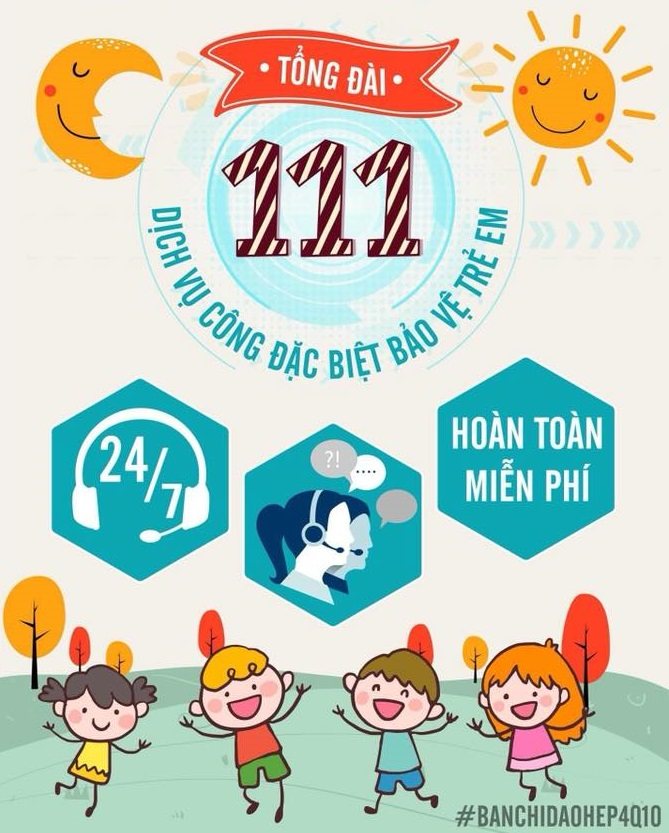 • TỔNG ĐÀI •
111
DỊCH VỤ CÔNG ĐẶC BIỆT BẢO VỆ TRẺ EM
24/7
?!
....
HOÀN TOÀN
MIỄN PHÍ
#BANCHIDAOHEP4Q10